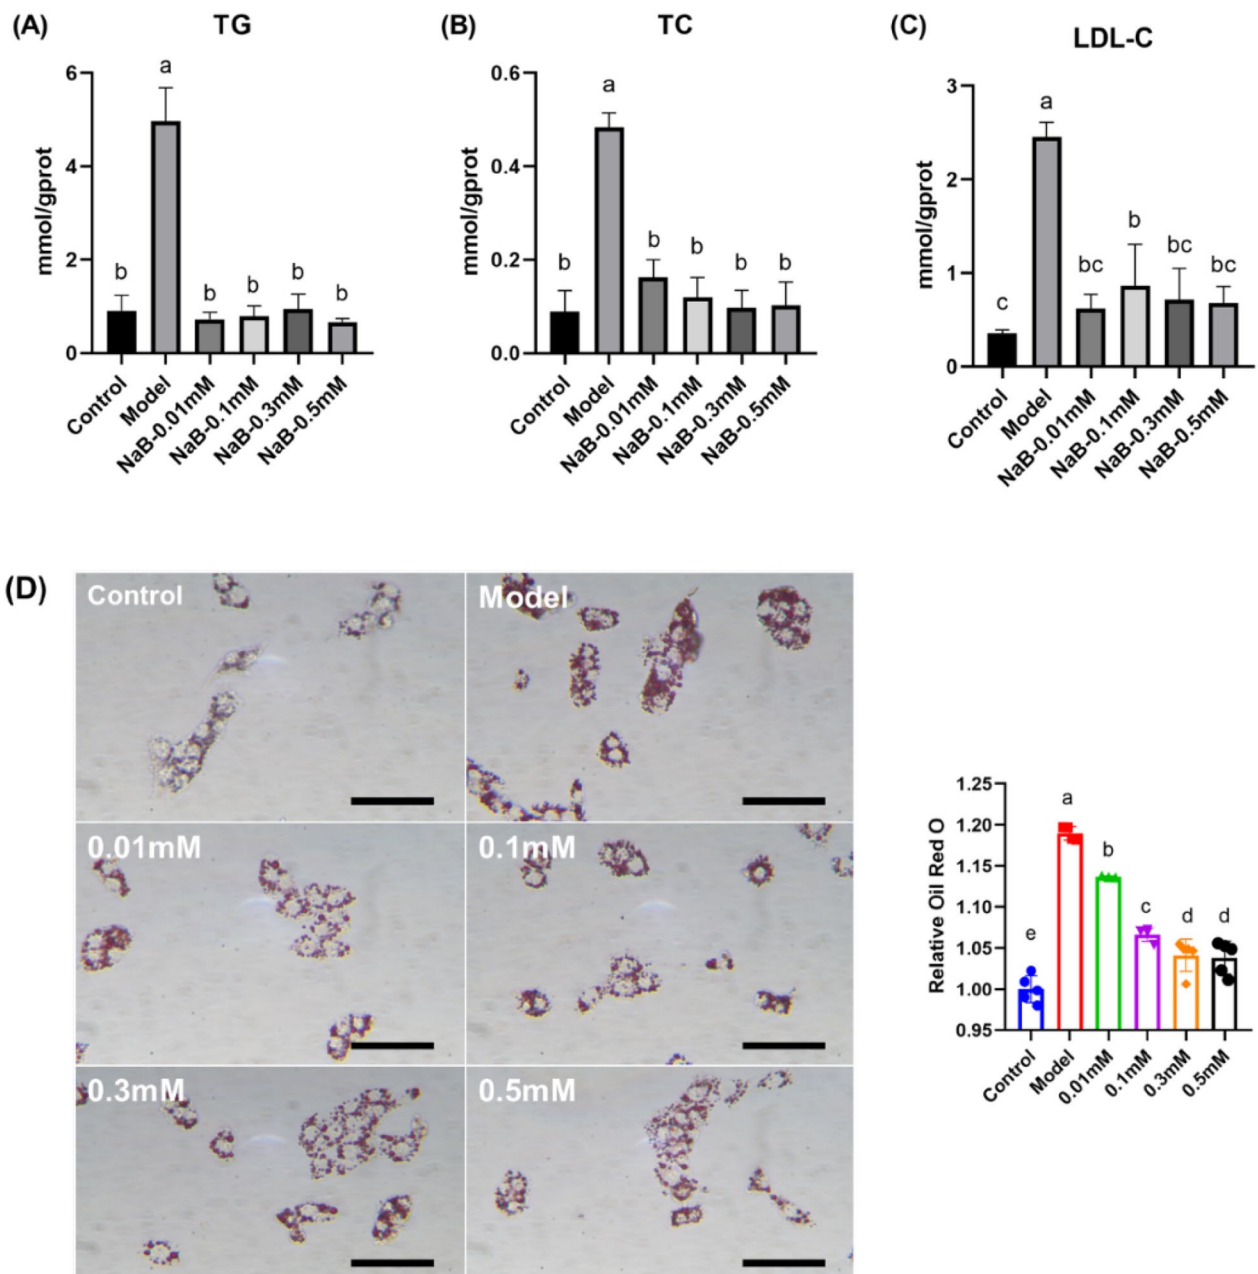 (A)
TG
mmol/gprot
6
4
2
0
a
b
b
b
b
b
Control
Model
NaB-0.01mM
NaB-0.1mM
NaB-0.3mM
NaB-0.5mM
(B)
TC
mmol/gprot
0.6
0.4
0.2
0.0
b
a
b
b
b
b
Control
Model
NaB-0.01mM
NaB-0.1mM
NaB-0.3mM
NaB-0.5mM
(C)
LDL-C
mmol/gprot
3
2
1
0
c
a
bc
b
bc
bc
Control
Model
NaB-0.01mM
NaB-0.1mM
NaB-0.3mM
NaB-0.5mM
(D)
Control
Model
0.01mM
0.1mM
0.3mM
0.5mM
Relative Oil Red O
1.25
1.20
1.15
1.10
1.05
1.00
0.95
e
a
b
c
d
d
Control
Model
0.01mM
0.1mM
0.3mM
0.5mM